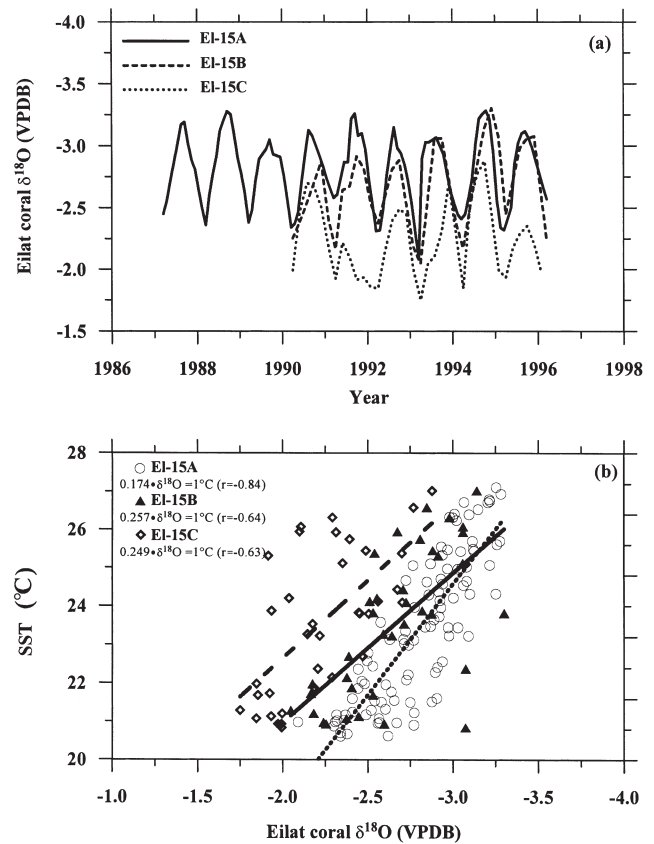 -4.0
El-15A
El-15B
El-15C
(a)
-3.5
-3.0
-2.5
-2.0
-1.5
Eilat coral δ¹⁸O (VPDB)
1986 1988 1990 1992 1994 1996 1998
Year
28
El-15A
(b)
0.174•δ¹⁸O =1°C (r=-0.84)
El-15B
0.257•δ¹⁸O =1°C (r=-0.64)
El-15C
0.249•δ¹⁸O =1°C (r=-0.63)
26
24
22
20
SST (°C)
-1.0 -1.5 -2.0 -2.5 -3.0 -3.5 -4.0
Eilat coral δ¹⁸O (VPDB)